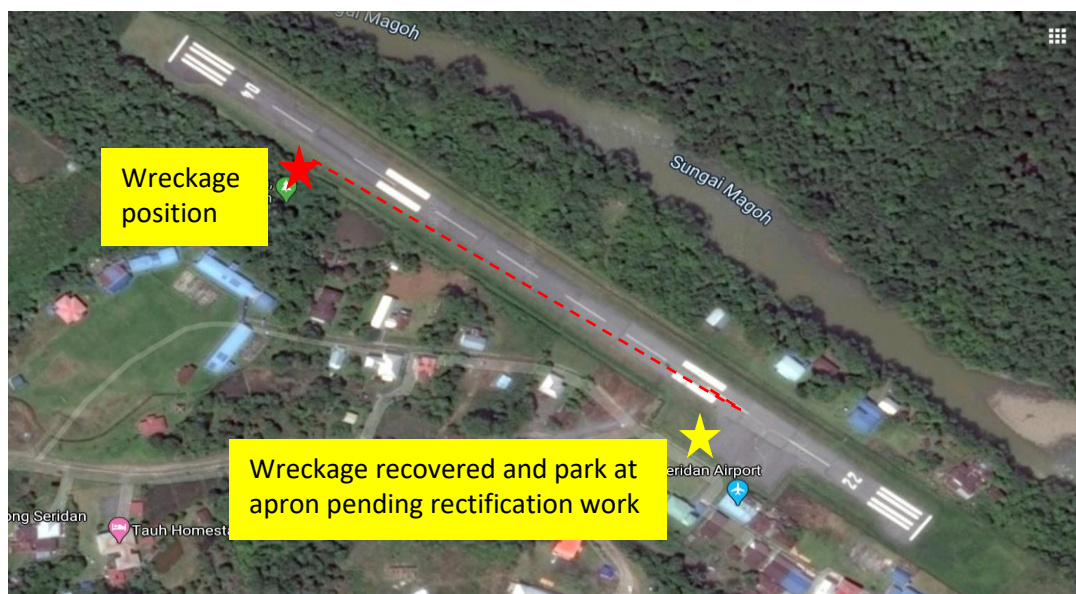 Sungai Magoh
04
Wreckage
position
Sungai Magoh
Wreckage recovered and park at
apron pending rectification work
eridan Airport
22
ong Seridan
Tauh Homesta